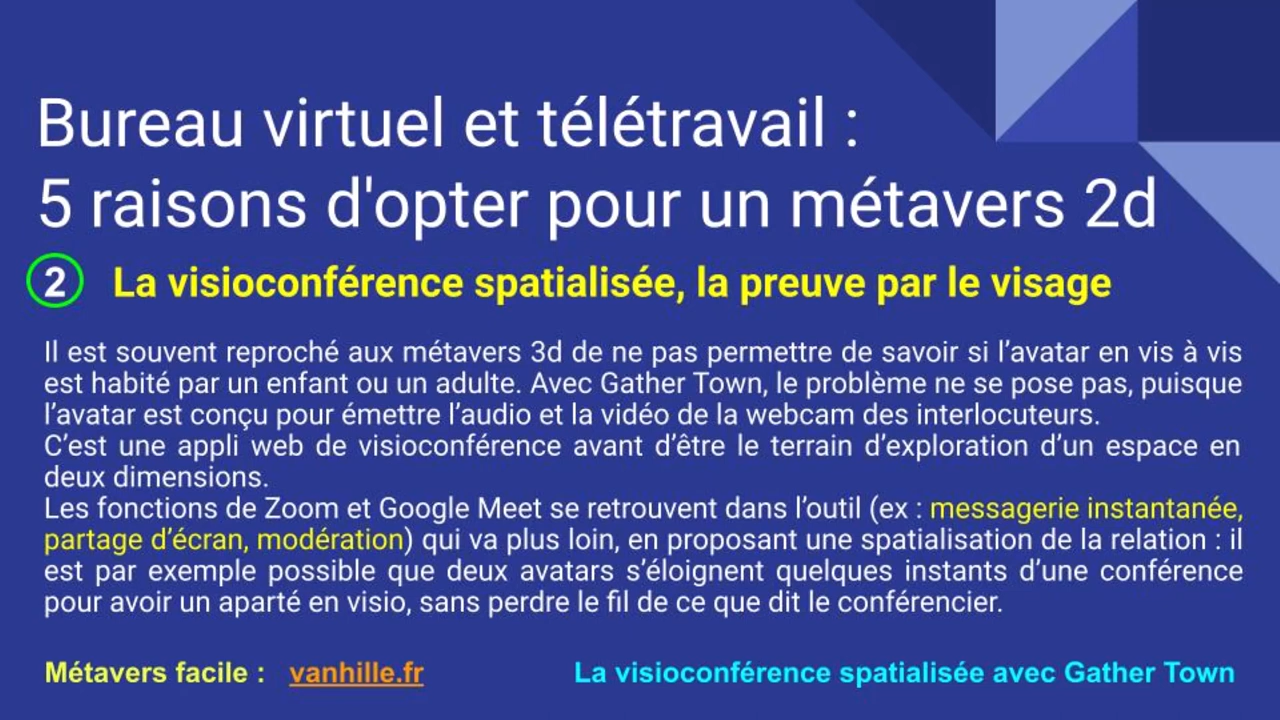 Bureau virtuel et télétravail :
5 raisons d'opter pour un métavers 2d
2 La visioconférence spatialisée, la preuve par le visage
Il est souvent reproché aux métavers 3d de ne pas permettre de savoir si l’avatar en vis à vis
est habité par un enfant ou un adulte. Avec Gather Town, le problème ne se pose pas, puisque
l’avatar est conçu pour émettre l’audio et la vidéo de la webcam des interlocuteurs.
C’est une appli web de visioconférence avant d’être le terrain d’exploration d’un espace en
deux dimensions.
Les fonctions de Zoom et Google Meet se retrouvent dans l’outil (ex : messagerie instantanée,
partage d’écran, modération) qui va plus loin, en proposant une spatialisation de la relation : il
est par exemple possible que deux avatars s’éloignent quelques instants d’une conférence
pour avoir un aparté en visio, sans perdre le fil de ce que dit le conférencier.
Métavers facile : vanhille.fr La visioconférence spatialisée avec Gather Town